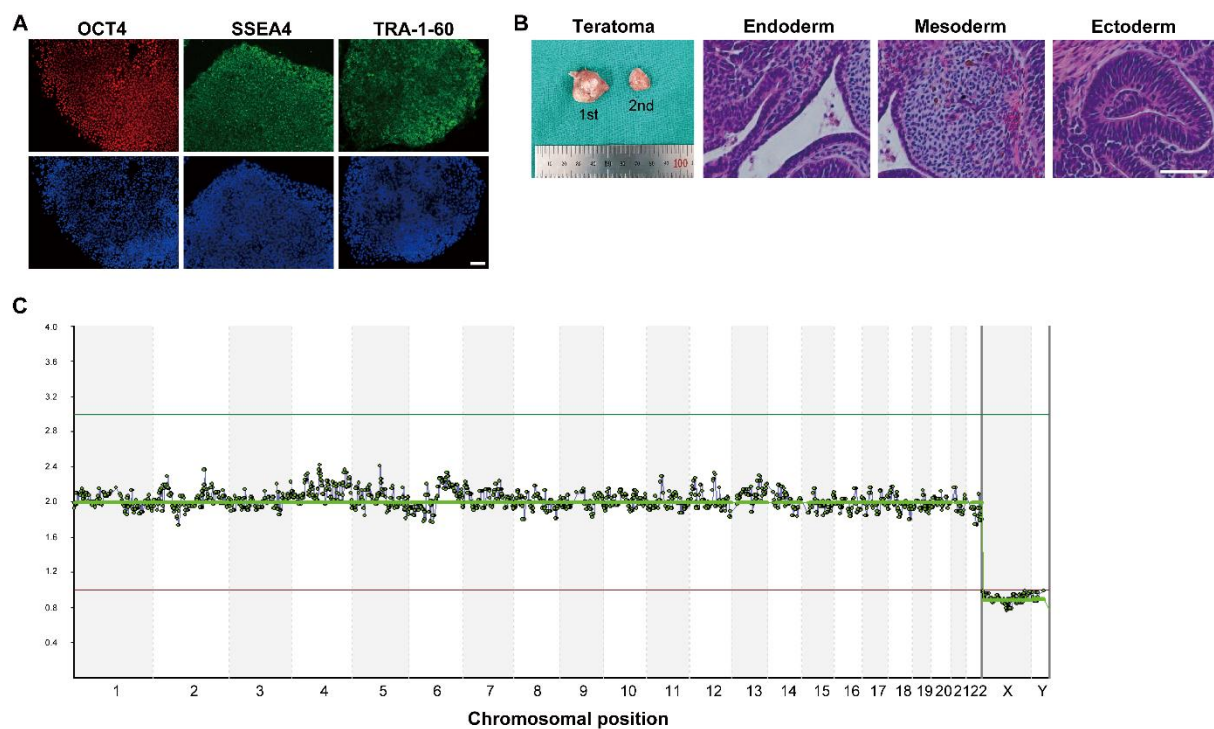 A
OCT4 SSEA4 TRA-1-60
B
Teratoma Endoderm Mesoderm Ectoderm
1st 2nd
100
C
4.0
3.6
3.2
2.8
2.4
2.0
1.6
1.2
0.8
0.4
1 2 3 4 5 6 7 8 9 10 11 12 13 14 15 16 17 18 19 20 21 22 X Y
Chromosomal position